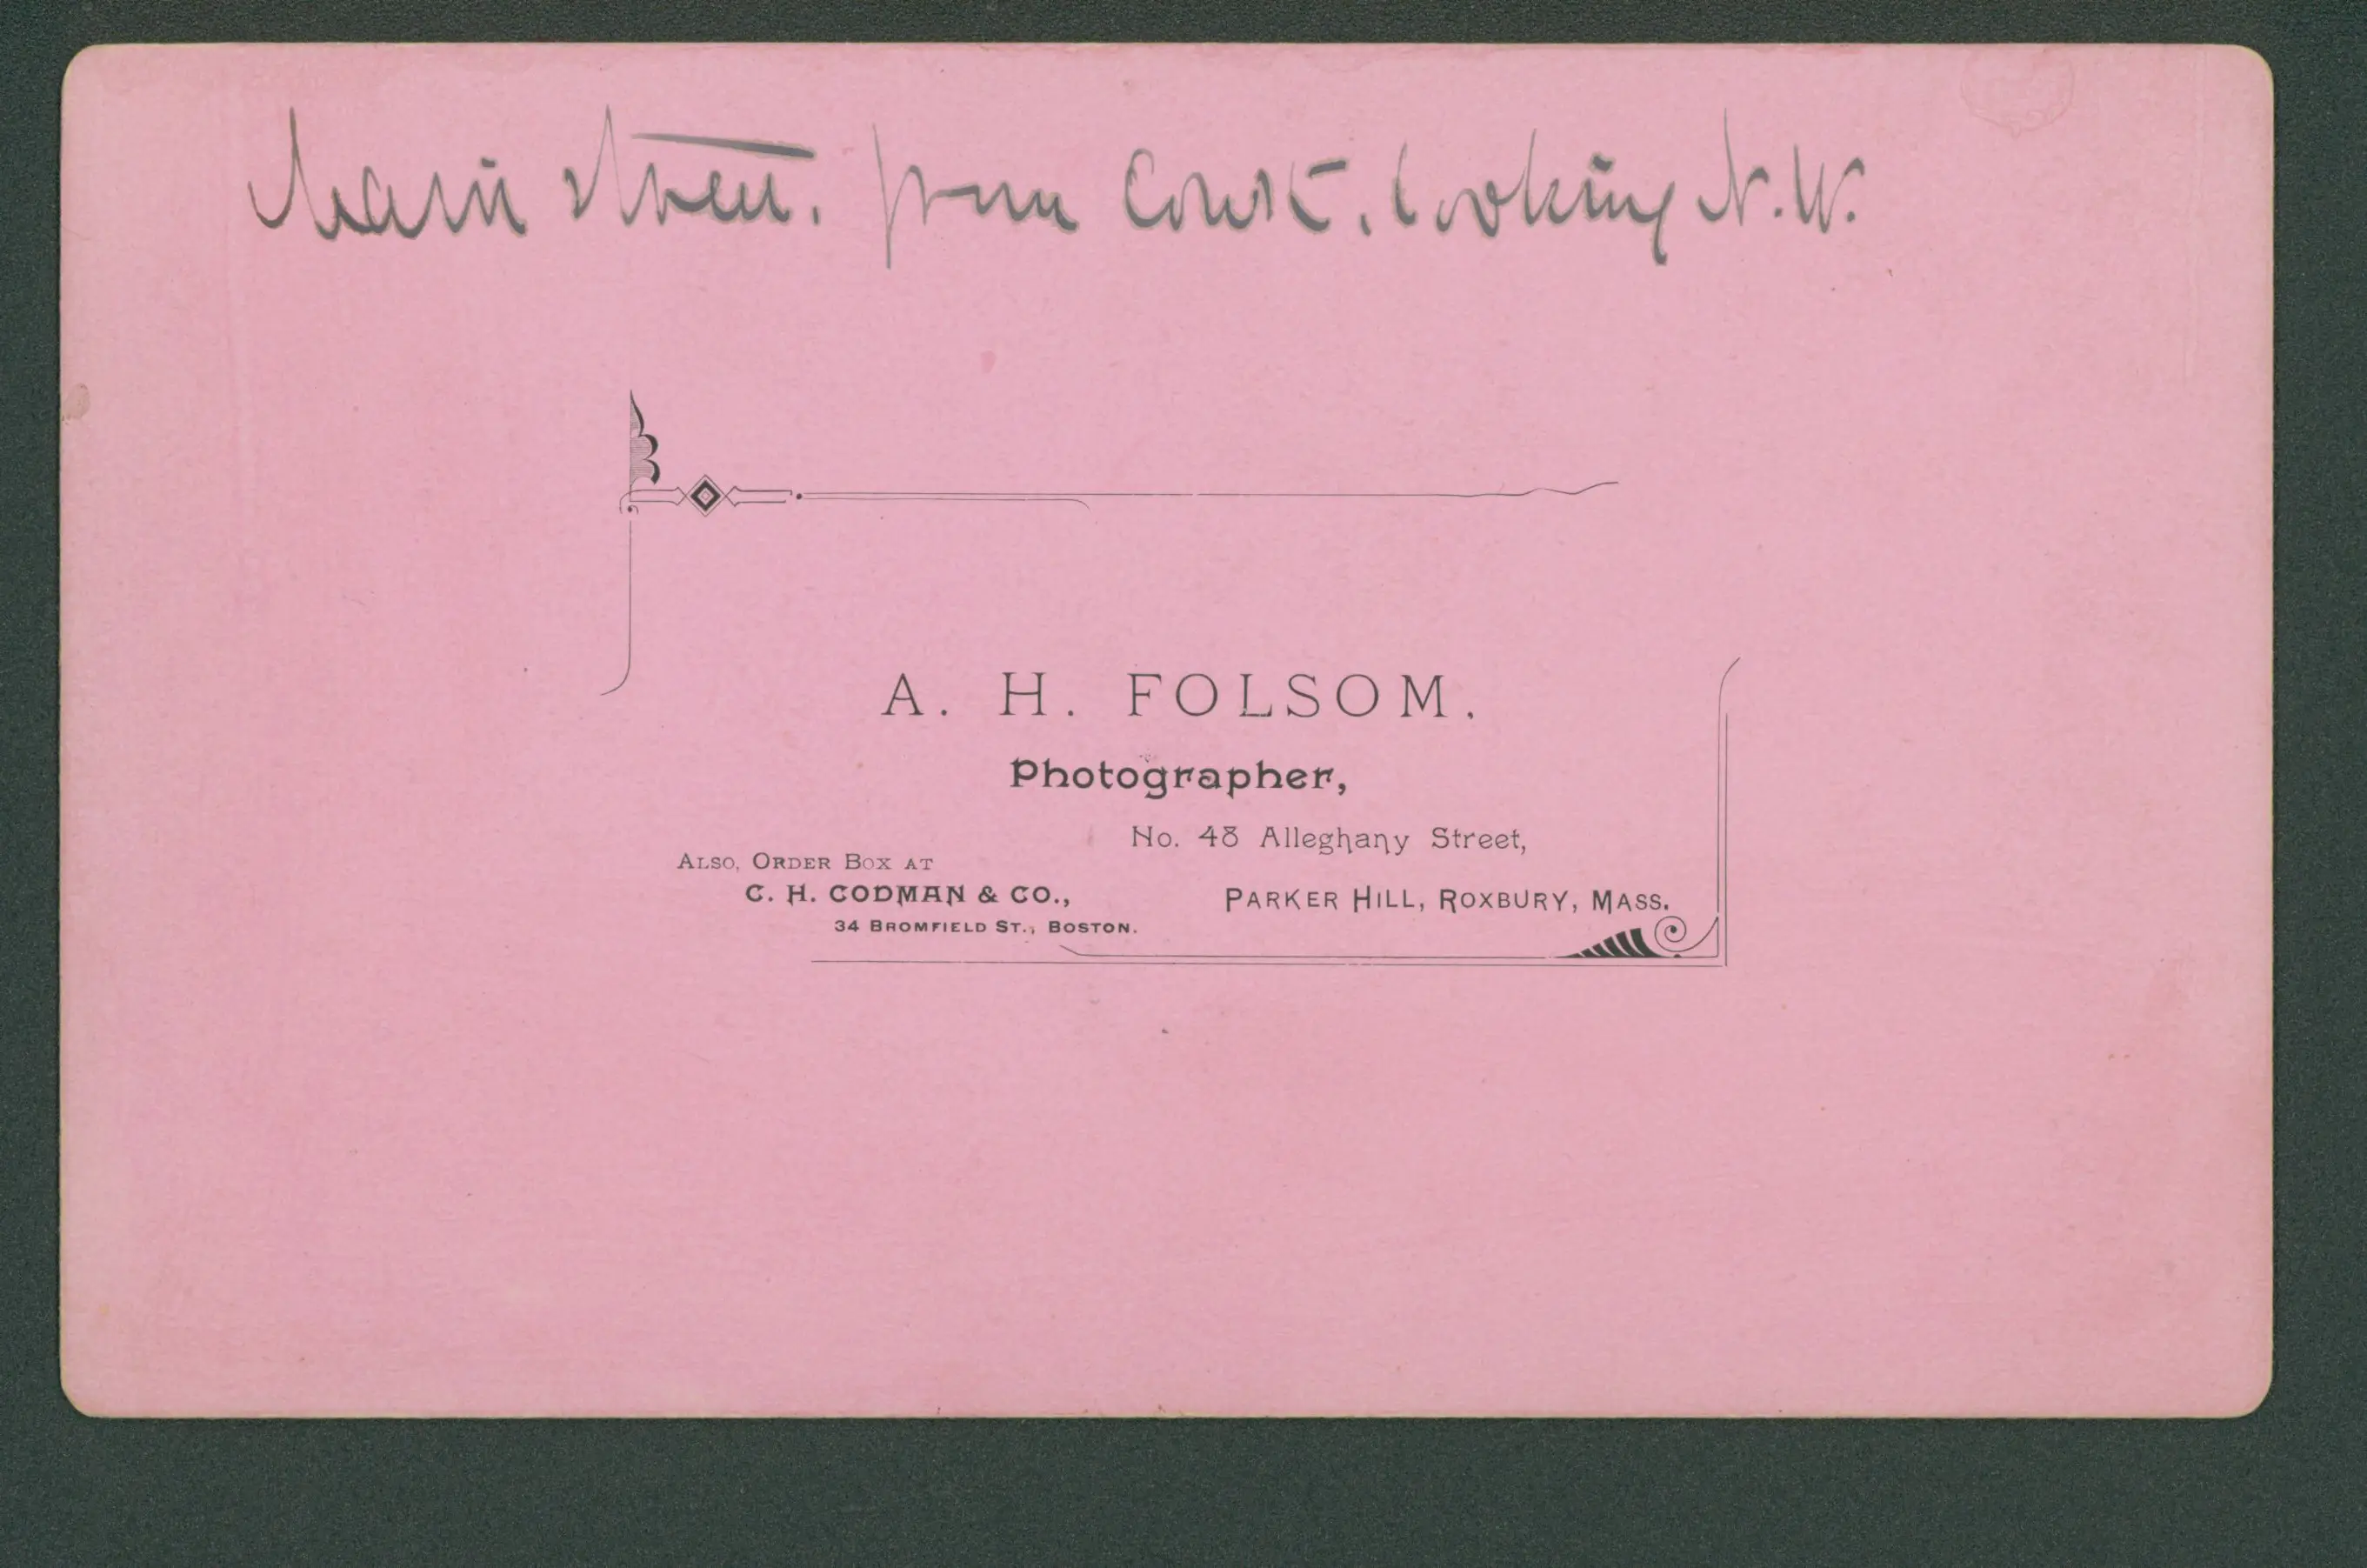 Main Street. from Court. looking N.W.
A. H. FOLSOM.
Photographer,
No. 48 Alleghany Street,
PARKER HILL, ROXBURY, MASS.
ALSO, ORDER BOX AT
C. H. CODMAN & CO.,
34 BROMFIELD ST., BOSTON.